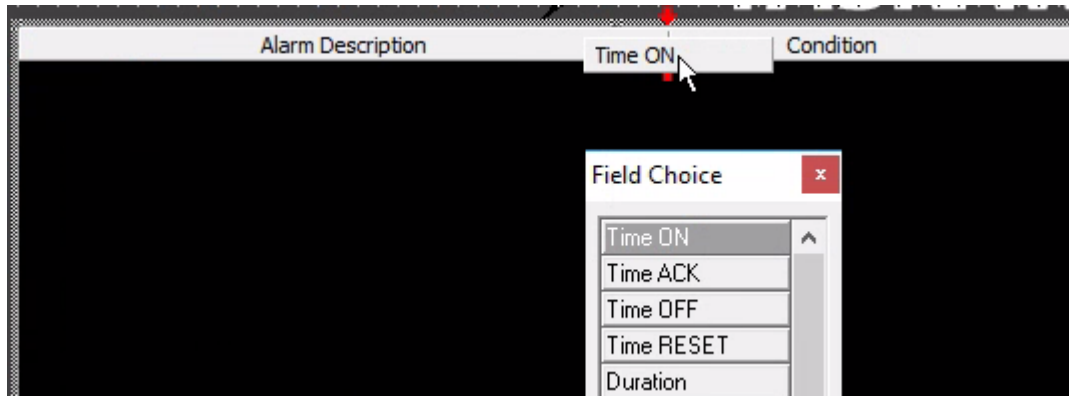 Alarm Description
Time ON
Condition
Field Choice
x
Time ON
Time ACK
Time OFF
Time RESET
Duration